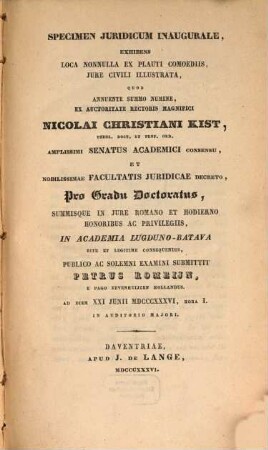 SPECIMEN JURIDICUM INAUGURALE,
EXHIBENS
LOCA NONNULLA EX PLAUTI COMOEDIIS,
JURE CIVILI ILLUSTRATA,
QUOD
ANNUENTE SUMMO NUMINE,
EX AUCTORITATE RECTORIS MAGNIFICI
NICOLAI CHRISTIANI KIST,
THEOL. DOCT. ET PROF. ORD.
AMPLISSIMI SENATUS ACADEMICI CONSENSU,
ET
NOBILISSIMAE FACULTATIS JURIDICAE DECRETO,
Pro Gradu Doctoratus,
SUMMISQUE IN JURE ROMANO ET HODIERNO
HONORIBUS AC PRIVILEGIIS,
IN ACADEMIA LUGDUNO-BATAVA
RITE ET LEGITIME CONSEQUENDIS,
PUBLICO AC SOLEMNI EXAMINI SUBMITTIT
PETRUS ROMEIJN,
E PAGO ZEVENHUIZEN HOLLANDUS.
AD DIEM XXI JUNII MDCCCXXXVI, HORA I.
IN AUDITORIO MAJORI.
DAVENTRIAE,
APUD J. DE LANGE,
MDCCCXXXVI.